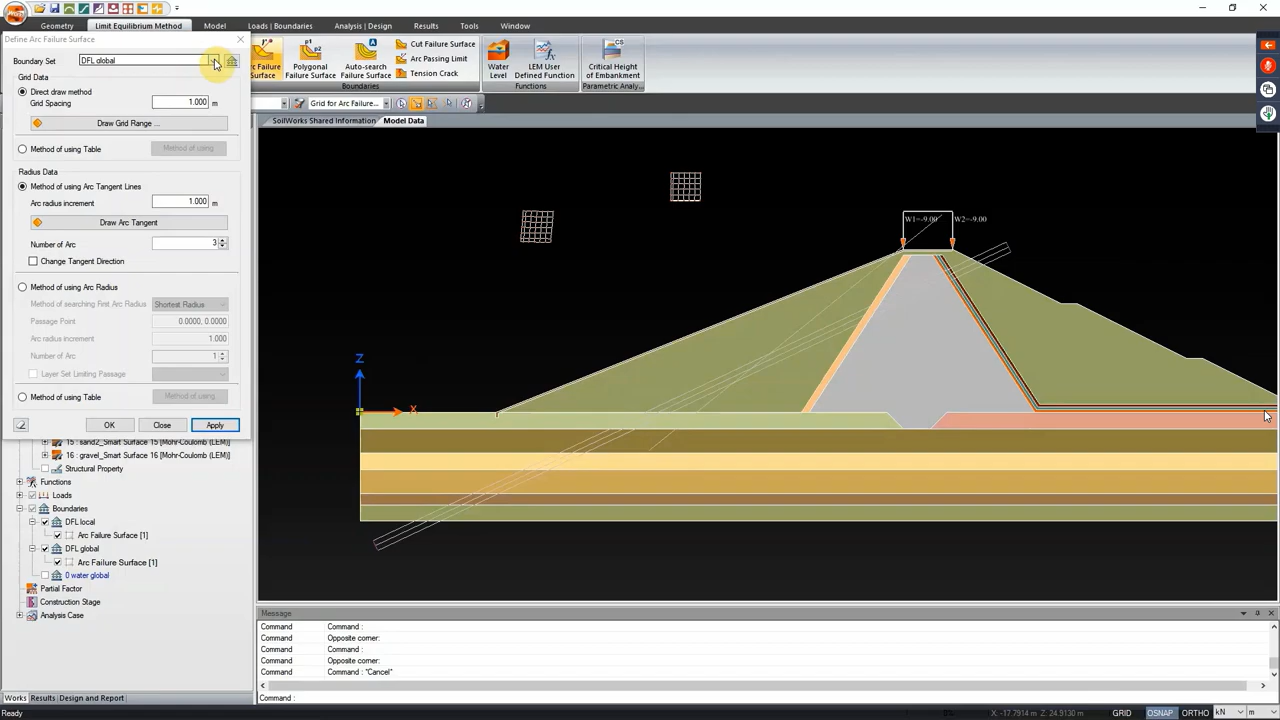 Geometry
Limit Equilibrium Method
Model
Loads | Boundaries
Analysis | Design
Results
Tools
Window
Define Arc Failure Surface
Boundary Set
DFL global
Grid Data
Direct draw method
Grid Spacing
1.000 m
Draw Grid Range ...
Method of using Table
Method of using
Radius Data
Method of using Arc Tangent Lines
Arc radius increment
1.000 m
Draw Arc Tangent
Number of Arc
3
Change Tangent Direction
Method of using Arc Radius
Method of searching First Arc Radius
Shortest Radius
Passage Point
0.0000, 0.0000
Arc radius increment
1.000
Number of Arc
1
Layer Set Limiting Passage
Method of using Table
Method of using
OK
Close
Apply
Surface
Polygonal
Failure Surface
Auto-search
Failure Surface
Cut Failure Surface
Arc Passing Limit
Tension Crack
Boundaries
Water
Level
LEM User
Defined Function
Functions
Critical Height
of Embankment
Parametric Analy...
Grid for Arc Failure...
SoilWorks Shared Information
Model Data
W1=-9.00
W2=-9.00
Z
X
15 : sand2_Smart Surface 15 [Mohr-Coulomb (LEM)]
16 : gravel_Smart Surface 16 [Mohr-Coulomb (LEM)]
Structural Property
Functions
Loads
Boundaries
DFL local
Arc Failure Surface [1]
DFL global
Arc Failure Surface [1]
0 water global
Partial Factor
Construction Stage
Analysis Case
Message
Command Command :
Command Opposite corner:
Command Command :
Command Opposite corner:
Command Command : *Cancel*
Command :
Works
Results
Design and Report
Ready
X: -17.7914 Z: 24.9130 m
GRID
OSNAP
ORTHO
kN
m